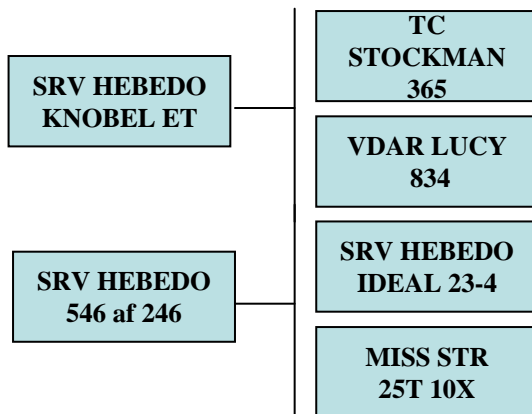 SRV HEBEDO
KNOBEL ET
SRV HEBEDO
546 af 246
TC
STOCKMAN
365
VDAR LUCY
834
SRV HEBEDO
IDEAL 23-4
MISS STR
25T 10X